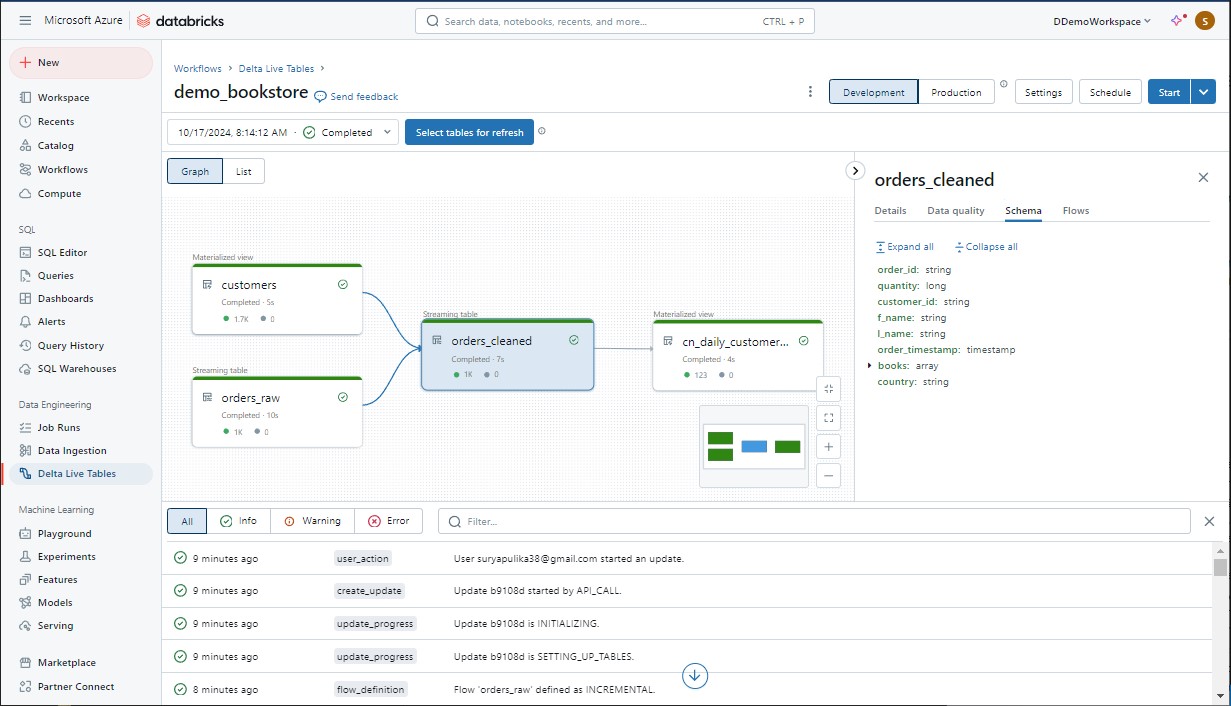 Microsoft Azure databricks Search data, notebooks, recents, and more... CTRL + P DDemoWorkspace S
New
Workspace
Recents
Catalog
Workflows
Compute
SQL
SQL Editor
Queries
Dashboards
Alerts
Query History
SQL Warehouses
Data Engineering
Job Runs
Data Ingestion
Delta Live Tables
Machine Learning
Playground
Experiments
Features
Models
Serving
Marketplace
Partner Connect
Workflows > Delta Live Tables >
demo_bookstore Send feedback Development Production Settings Schedule Start
10/17/2024, 8:14:12 AM · Completed Select tables for refresh
Graph List
Materialized view
customers
Completed · 5s
1.7K 0
Streaming table
orders_raw
Completed · 10s
1K 0
Streaming table
orders_cleaned
Completed · 7s
1K 0
Materialized view
cn_daily_customer...
Completed · 4s
123 0
orders_cleaned
Details Data quality Schema Flows
Expand all Collapse all
order_id: string
quantity: long
customer_id: string
f_name: string
l_name: string
order_timestamp: timestamp
books: array
country: string
All Info Warning Error Filter...
9 minutes ago user_action User suryapulika38@gmail.com started an update.
9 minutes ago create_update Update b9108d started by API_CALL.
9 minutes ago update_progress Update b9108d is INITIALIZING.
9 minutes ago update_progress Update b9108d is SETTING_UP_TABLES.
8 minutes ago flow_definition Flow 'orders_raw' defined as INCREMENTAL.